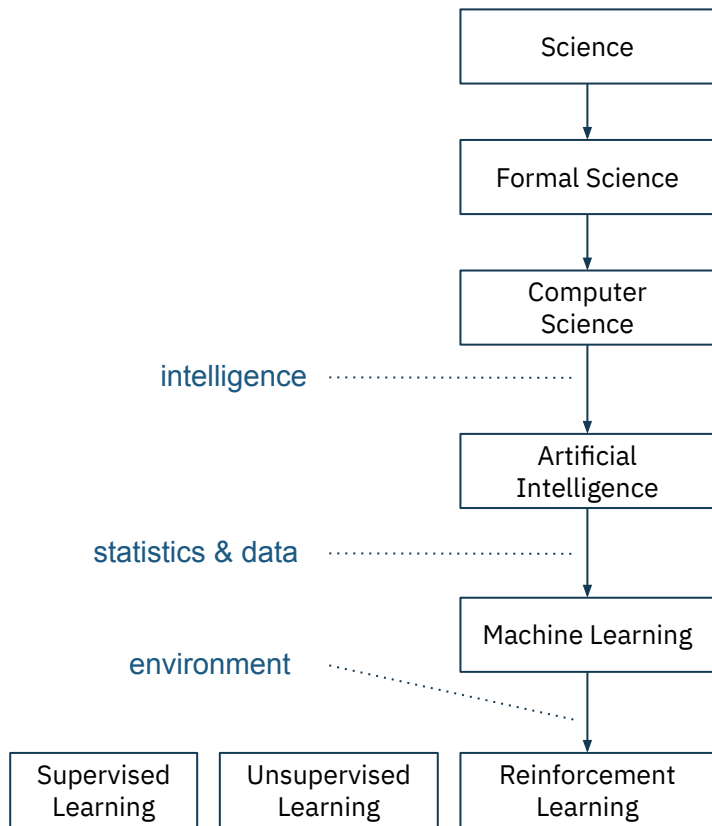 Science
Formal Science
Computer
Science
intelligence
Artificial
Intelligence
statistics & data
Machine Learning
environment
Supervised
Learning
Unsupervised
Learning
Reinforcement
Learning